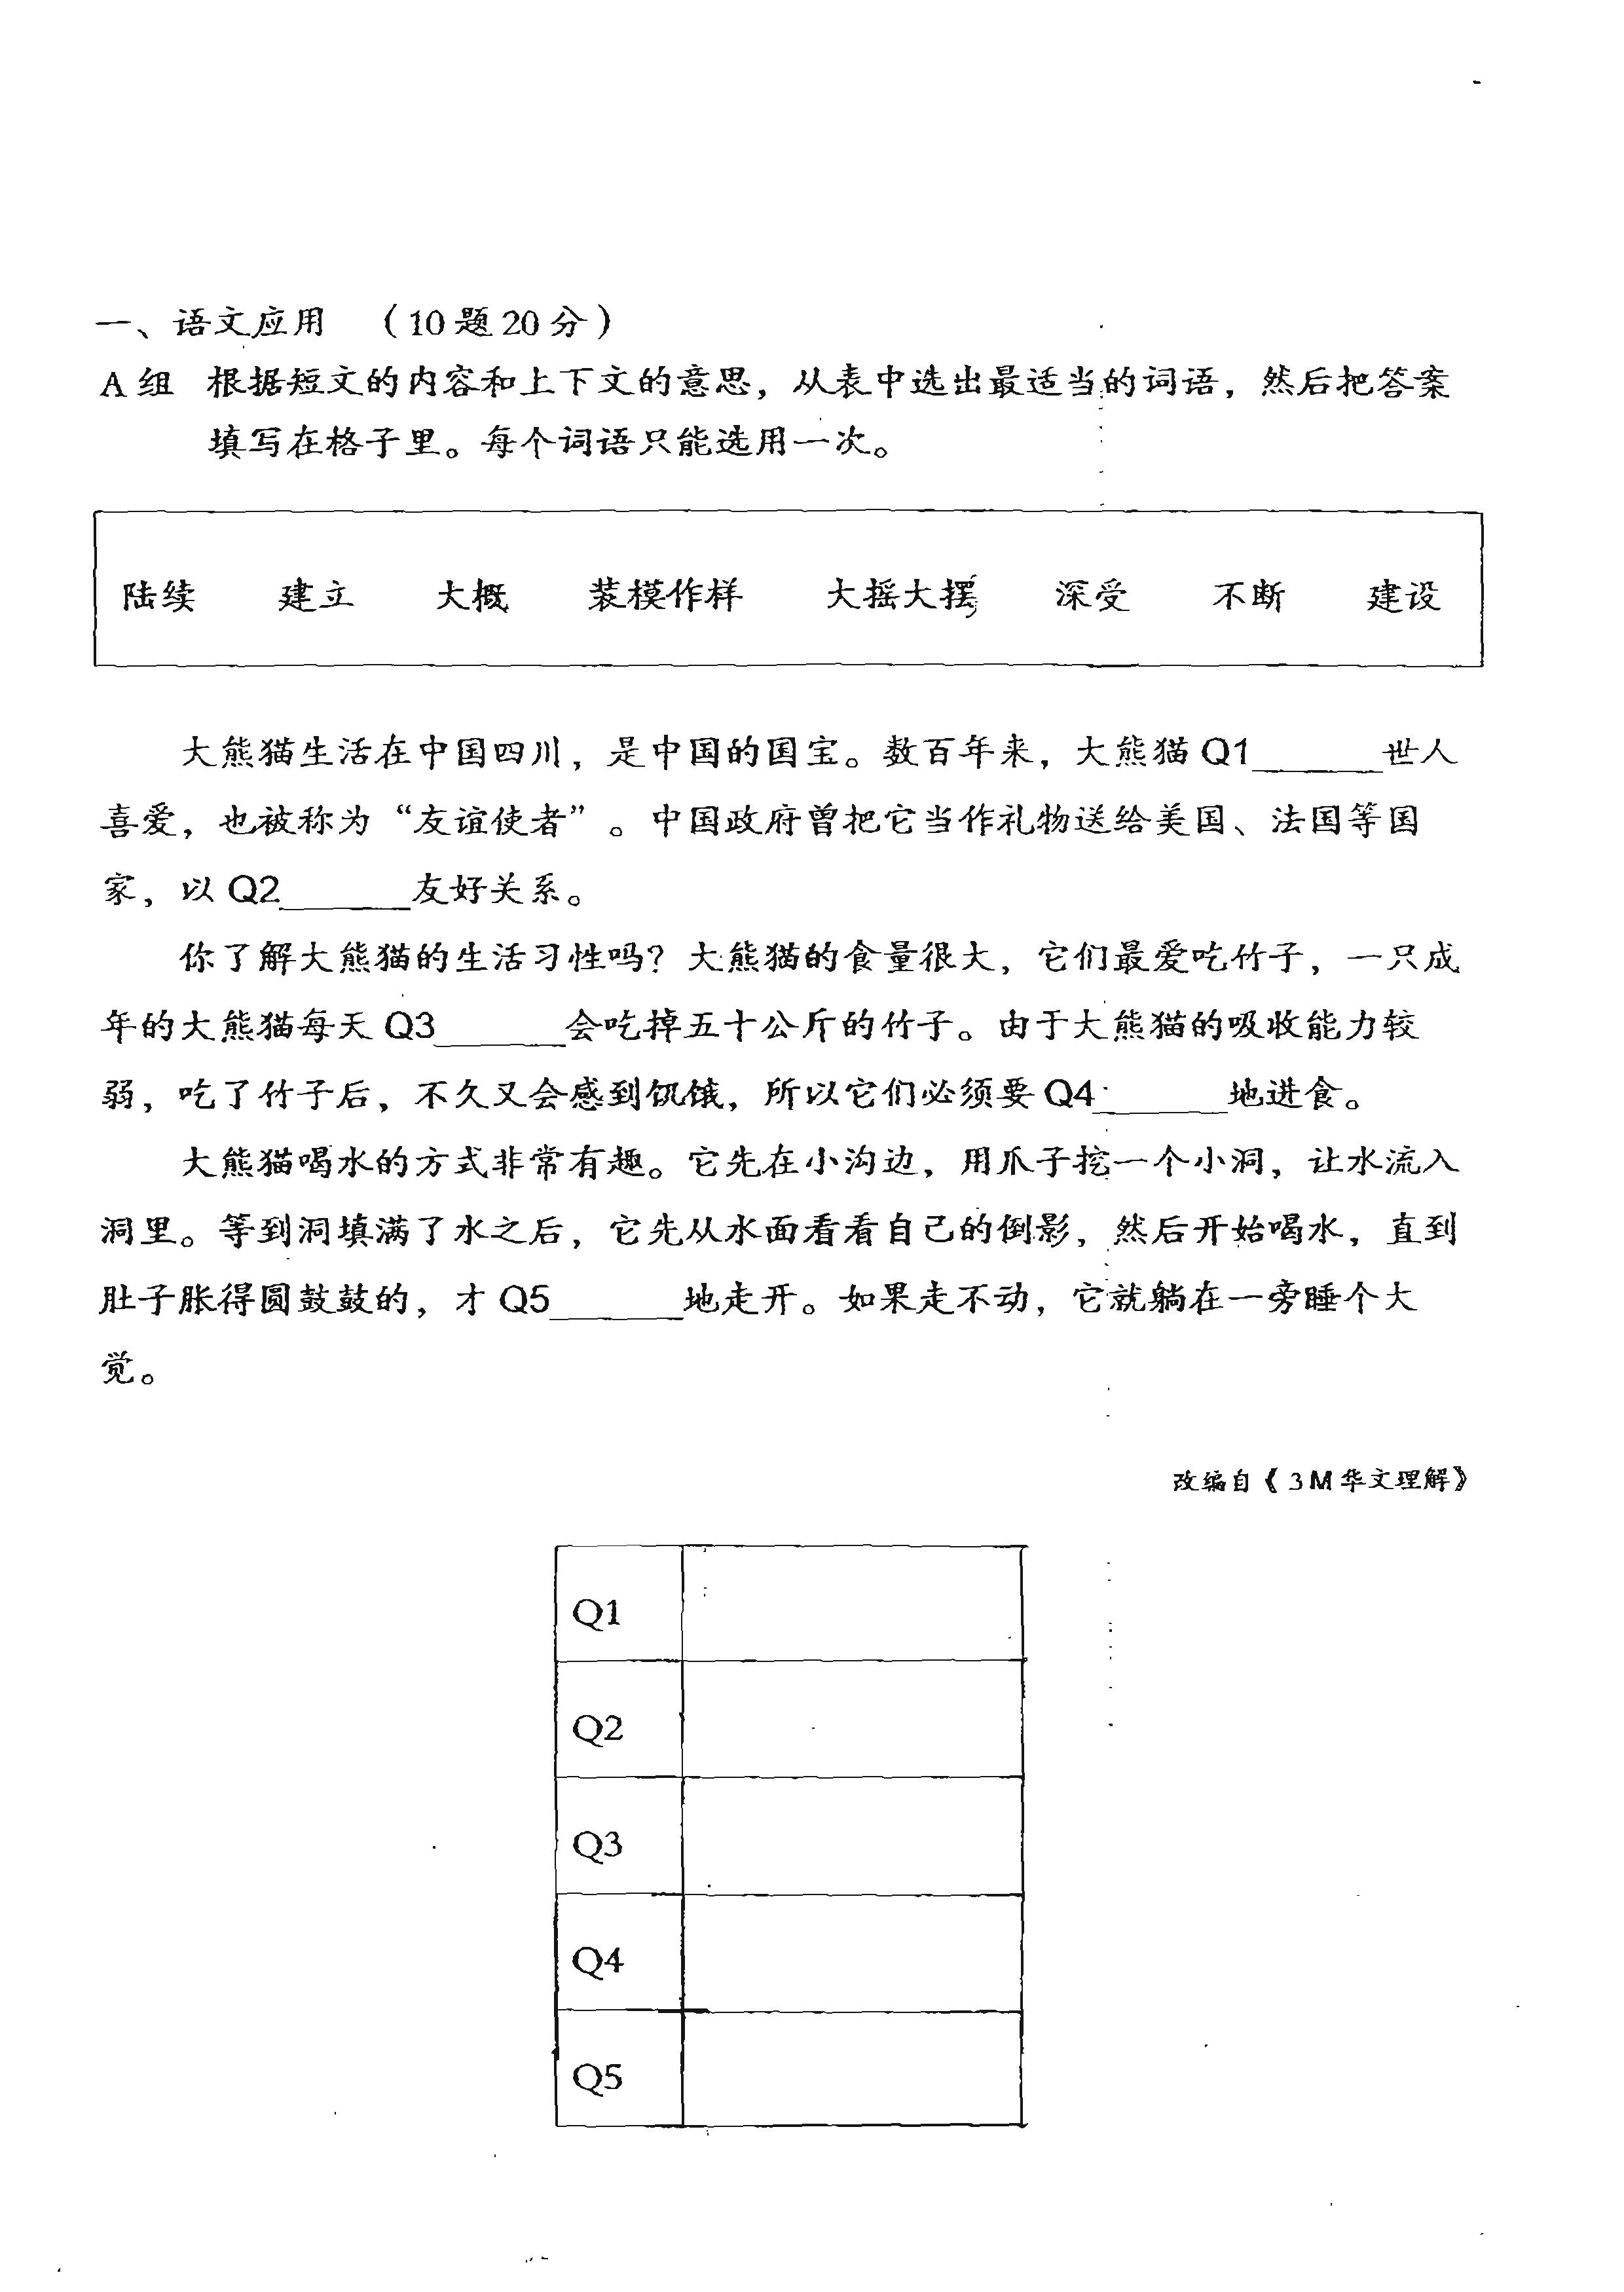 一、语文应用 （10 题 20 分）
A 组 根据短文的内容和上下文的意思，从表中选出最适当的词语，然后把答案
填写在格子里。每个词语只能选用一次。
陆续 建立 大概 装模作样 大摇大摆 深受 不断 建设
大熊猫生活在中国四川，是中国的国宝。数百年来，大熊猫 Q1______世人
喜爱，也被称为“友谊使者”。中国政府曾把它当作礼物送给美国、法国等国
家，以 Q2______友好关系。
你了解大熊猫的生活习性吗？大熊猫的食量很大，它们最爱吃竹子，一只成
年的大熊猫每天 Q3______会吃掉五十公斤的竹子。由于大熊猫的吸收能力较
弱，吃了竹子后，不久又会感到饥饿，所以它们必须要 Q4______地进食。
大熊猫喝水的方式非常有趣。它先在小沟边，用爪子挖一个小洞，让水流入
洞里。等到洞填满了水之后，它先从水面看看自己的倒影，然后开始喝水，直到
肚子胀得圆鼓鼓的，才 Q5______地走开。如果走不动，它就躺在一旁睡个大
觉。
改编自《3M 华文理解》
Q1
Q2
Q3
Q4
Q5